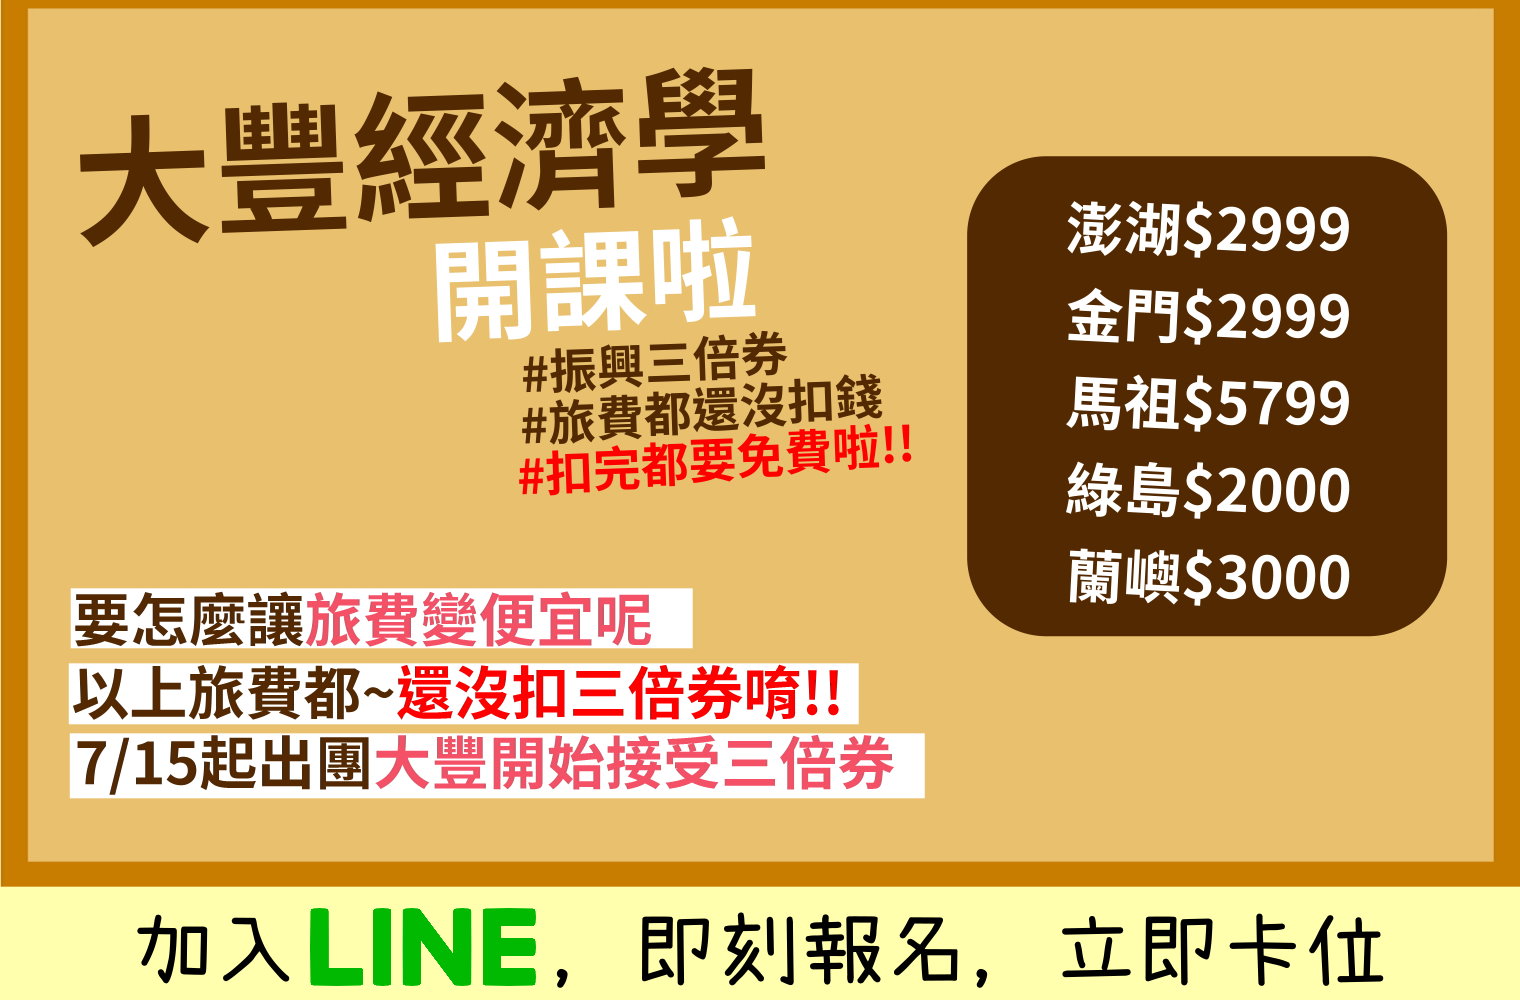 大豐經濟學
開課啦
#振興三倍券
#旅費都還沒扣錢
#扣完都要免費啦!!
澎湖$2999
金門$2999
馬祖$5799
綠島$2000
蘭嶼$3000
要怎麼讓旅費變便宜呢
以上旅費都~還沒扣三倍券唷!!
7/15起出團大豐開始接受三倍券
加入LINE，即刻報名，立即卡位